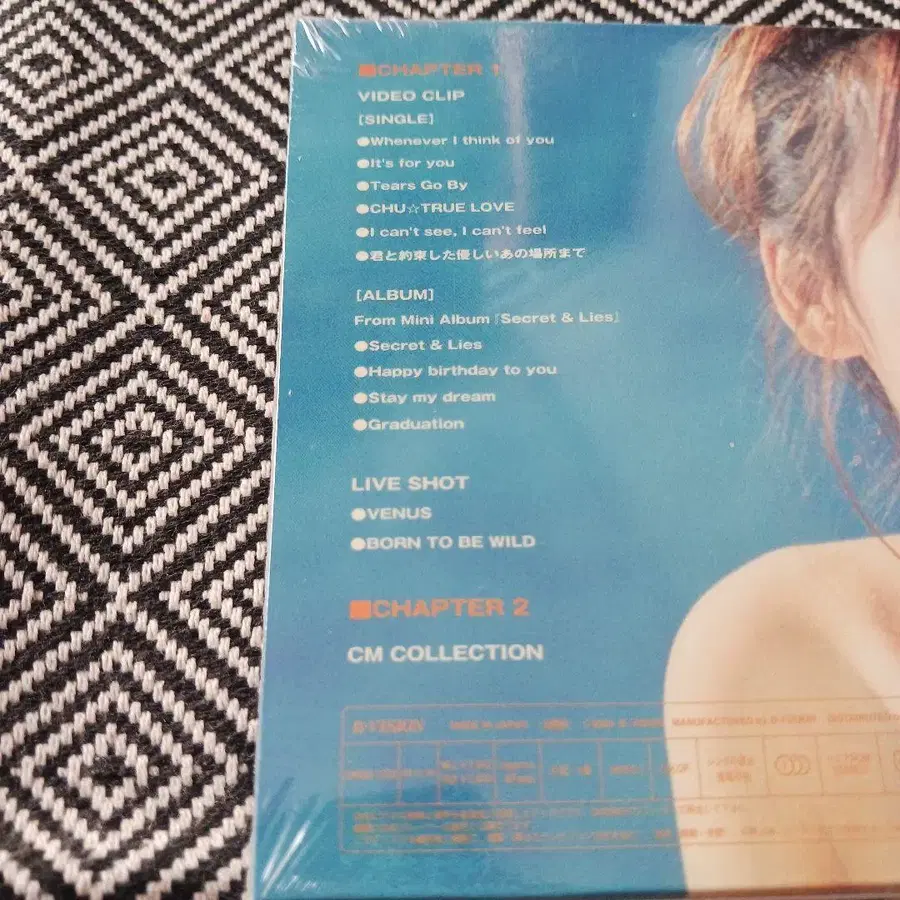 ■CHAPTER 1
VIDEO CLIP
[SINGLE]
●Whenever I think of you
●It's for you
●Tears Go By
●CHU☆TRUE LOVE
●I can't see, I can't feel
●君と約束した優しいあの場所まで
[ALBUM]
From Mini Album『Secret & Lies』
●Secret & Lies
●Happy birthday to you
●Stay my dream
●Graduation
LIVE SHOT
●VENUS
●BORN TO BE WILD
■CHAPTER 2
CM COLLECTION
B-VISION MADE IN JAPAN MANUFACTURED by